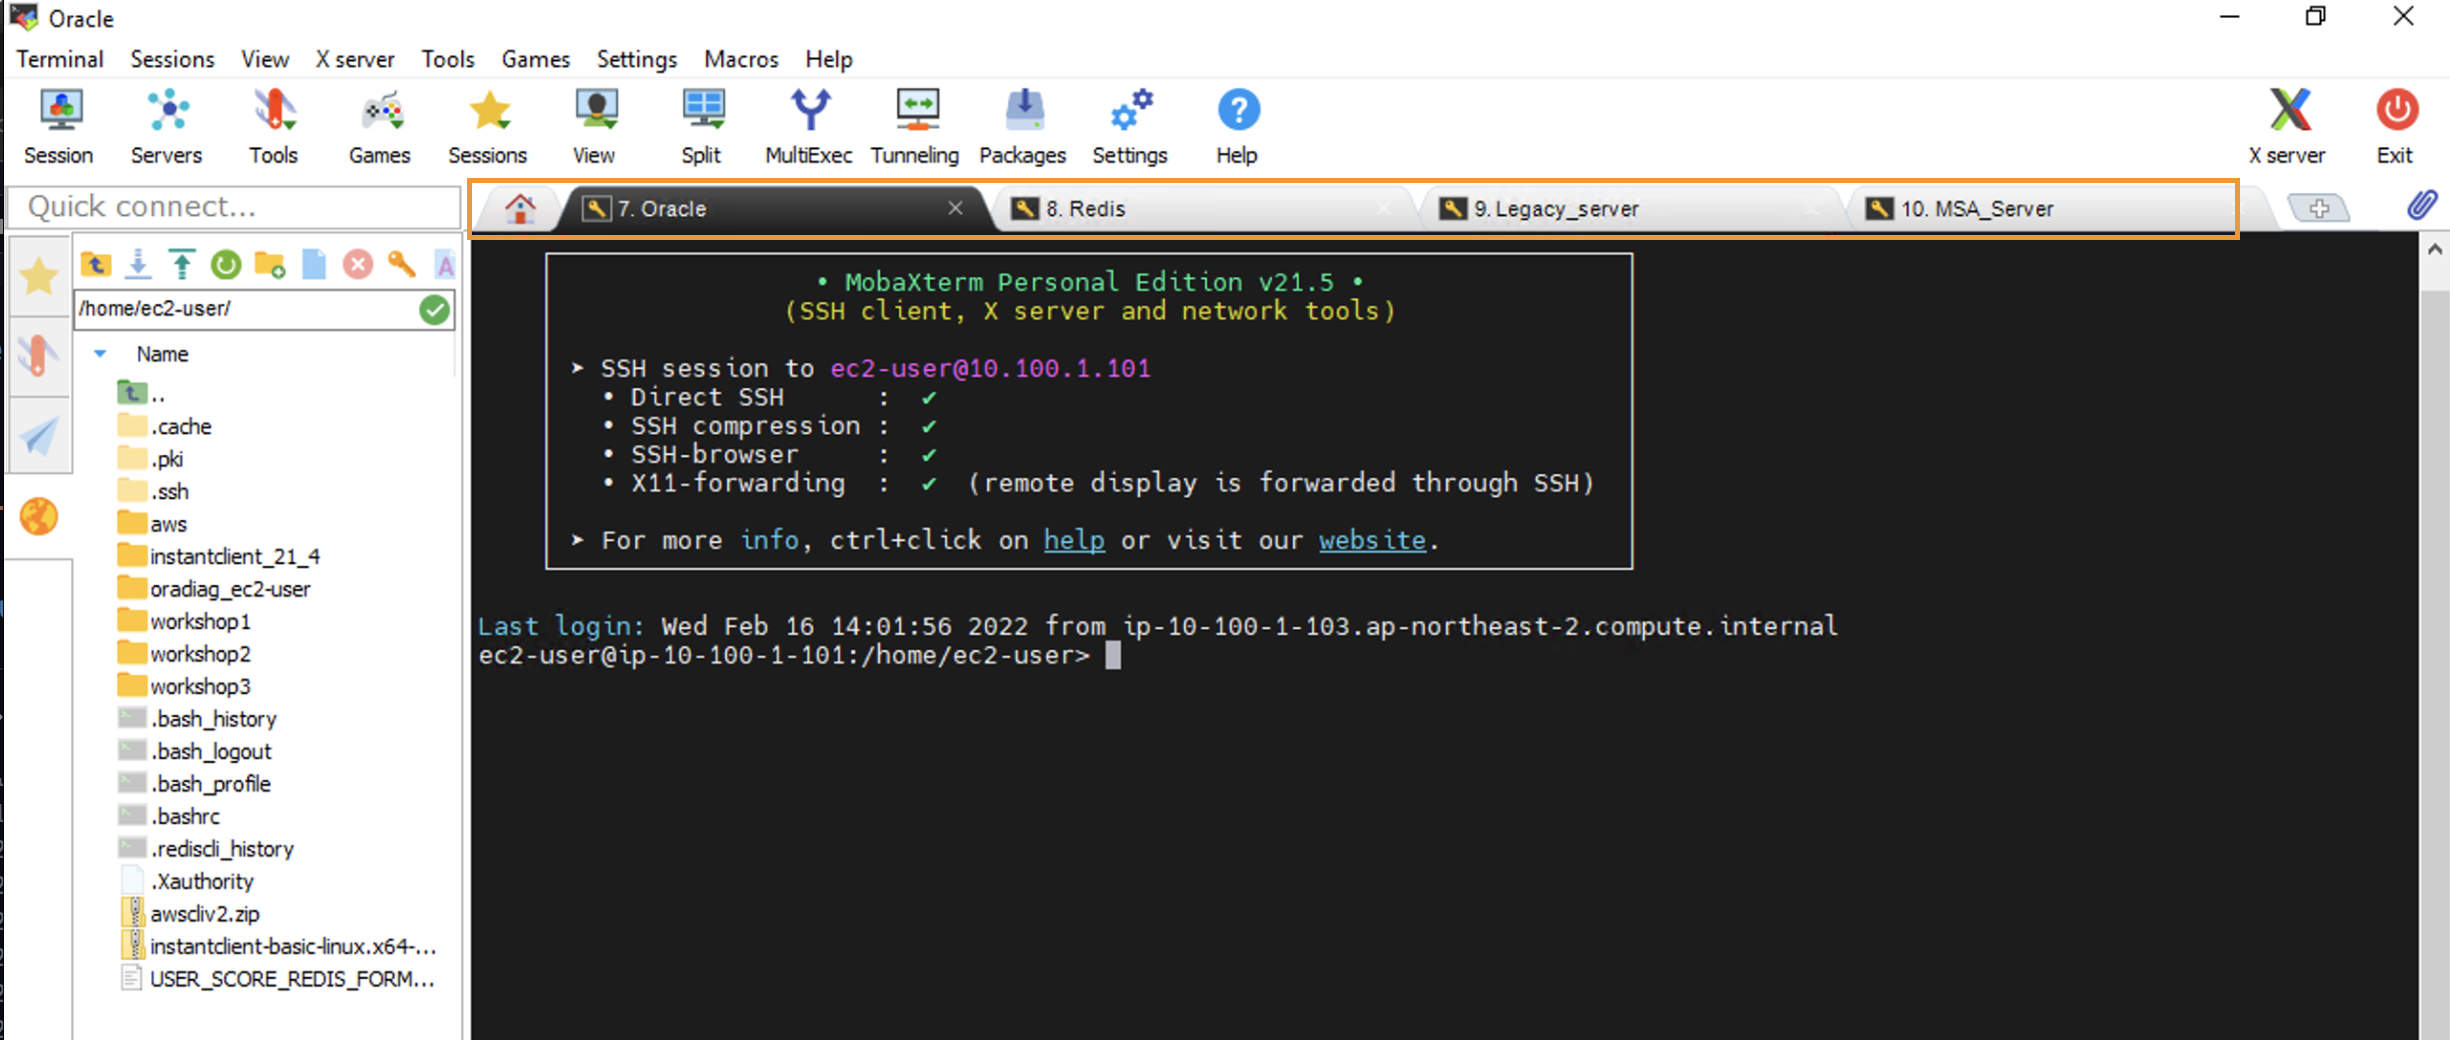 Oracle
Terminal Sessions View X server Tools Games Settings Macros Help
Session Servers Tools Games Sessions View Split MultiExec Tunneling Packages Settings Help X server Exit
Quick connect...
7. Oracle 8. Redis 9. Legacy_server 10. MSA_Server
/home/ec2-user/
Name
..
.cache
.pki
.ssh
aws
instantclient_21_4
oradiag_ec2-user
workshop1
workshop2
workshop3
.bash_history
.bash_logout
.bash_profile
.bashrc
.rediscli_history
.Xauthority
awscliv2.zip
instantclient-basic-linux.x64-...
USER_SCORE_REDIS_FORM...
• MobaXterm Personal Edition v21.5 •
(SSH client, X server and network tools)
➤ SSH session to ec2-user@10.100.1.101
• Direct SSH : ✔
• SSH compression : ✔
• SSH-browser : ✔
• X11-forwarding : ✔ (remote display is forwarded through SSH)
➤ For more info, ctrl+click on help or visit our website.
Last login: Wed Feb 16 14:01:56 2022 from ip-10-100-1-103.ap-northeast-2.compute.internal
ec2-user@ip-10-100-1-101:/home/ec2-user>